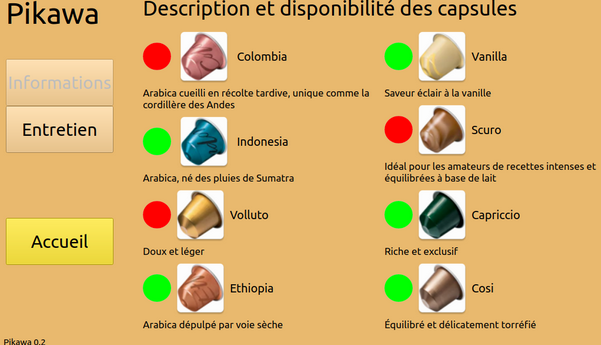 Pikawa
Description et disponibilité des capsules
Informations
Entretien
Accueil
Colombia
Arabica cueilli en récolte tardive, unique comme la
cordillère des Andes
Indonesia
Arabica, né des pluies de Sumatra
Volluto
Doux et léger
Ethiopia
Arabica dépulpé par voie sèche
Vanilla
Saveur éclair à la vanille
Scuro
Idéal pour les amateurs de recettes intenses et
équilibrées à base de lait
Capriccio
Riche et exclusif
Cosi
Équilibré et délicatement torréfié
Pikawa 0.2